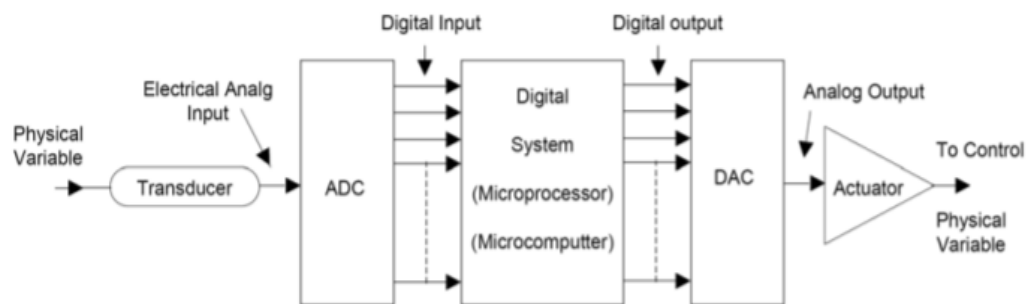 Digital Input
Digital output
Electrical Analg
Input
Analog Output
Physical
Variable
Transducer
ADC
Digital
System
(Microprocessor)
(Microcomputter)
DAC
Actuator
To Control
Physical
Variable